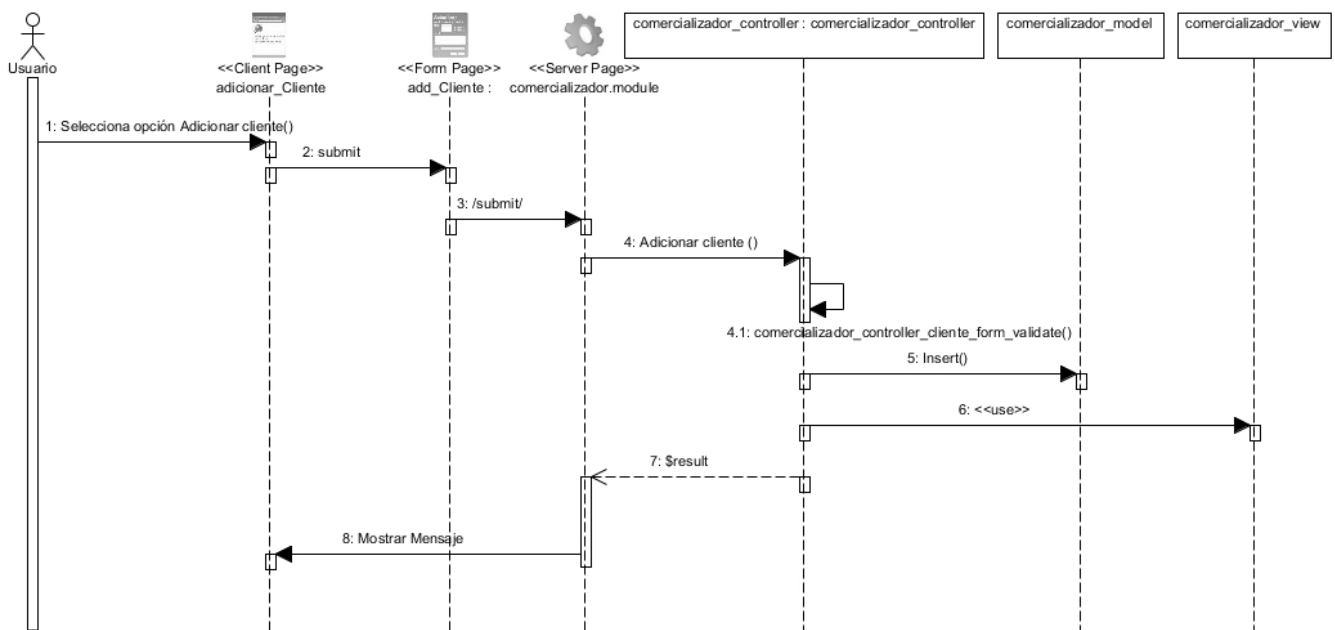 comercializador_controller : comercializador_controller
comercializador_model
comercializador_view
Usuario
<<Client Page>>
adicionar_Cliente
<<Form Page>>
add_Cliente :
<<Server Page>>
comercializador.module
1: Selecciona opción Adicionar cliente()
2: submit
3: /submit/
4: Adicionar cliente ()
4.1: comercializador_controller_cliente_form_validate()
5: Insert()
6: <<use>>
7: $result
8: Mostrar Mensaje